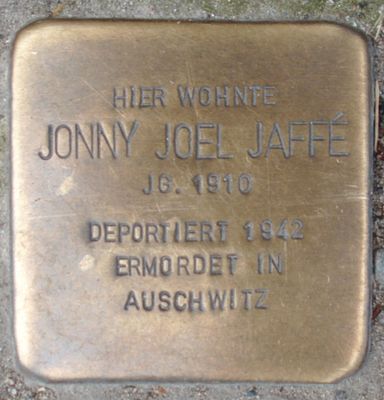 HIER WOHNTE
JONNY JOEL JAFFÉ
JG. 1910
DEPORTIERT 1942
ERMORDET IN
AUSCHWITZ